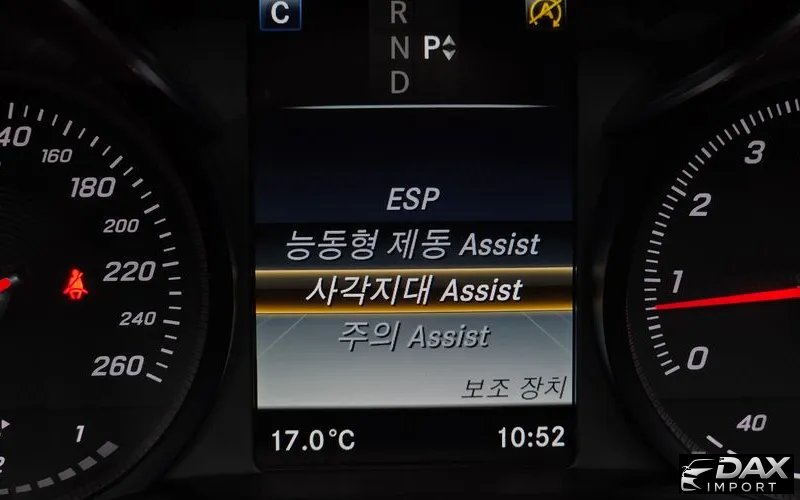 C
R
N
P
D
ESP
능동형 제동 Assist
사각지대 Assist
주의 Assist
보조 장치
17.0°C
10:52
160
180
200
220
240
260
1
3
2
1
0
40
DAX
IMPORT